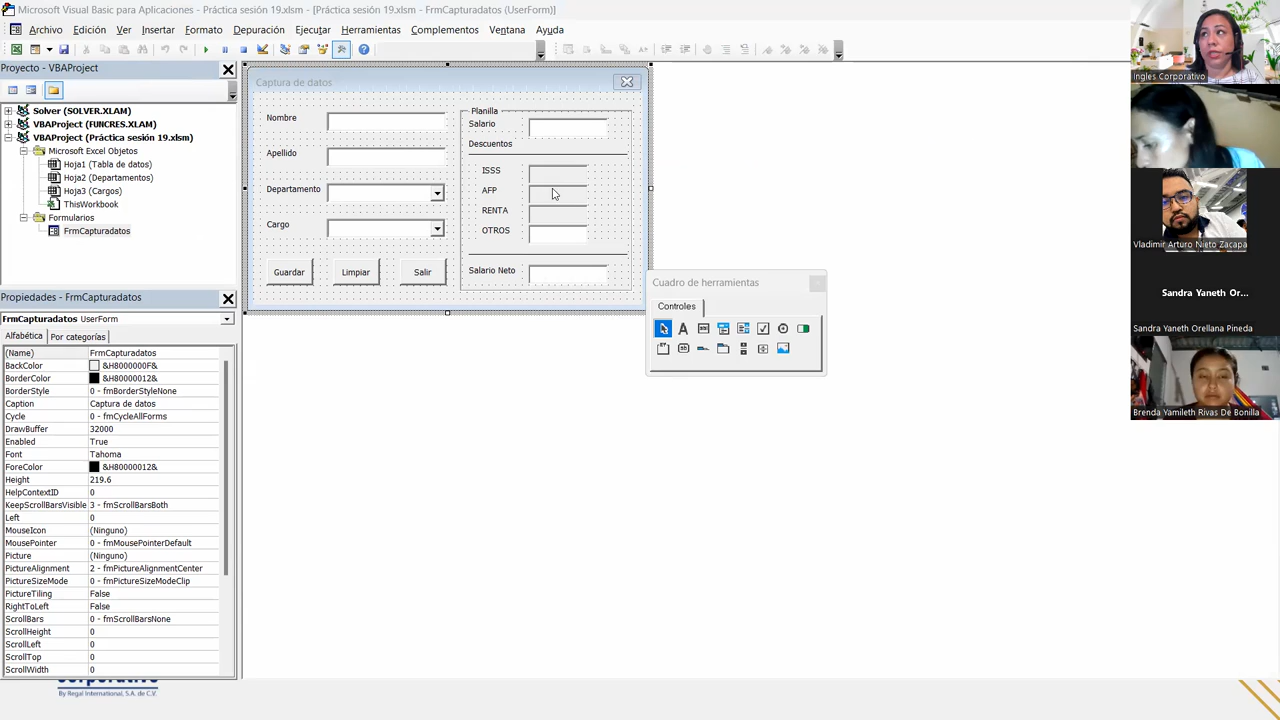 Microsoft Visual Basic para Aplicaciones - Práctica sesión 19.xlsm - [Práctica sesión 19.xlsm - FrmCapturadatos (UserForm)]
Archivo Edición Ver Insertar Formato Depuración Ejecutar Herramientas Complementos Ventana Ayuda
Proyecto - VBAProject
Solver (SOLVER.XLAM)
VBAProject (FUNCRES.XLAM)
VBAProject (Práctica sesión 19.xlsm)
Microsoft Excel Objetos
Hoja1 (Tabla de datos)
Hoja2 (Departamentos)
Hoja3 (Cargos)
ThisWorkbook
Formularios
FrmCapturadatos
Propiedades - FrmCapturadatos
FrmCapturadatos UserForm
Alfabética Por categorías
(Name) FrmCapturadatos
BackColor &H8000000F&
BorderColor &H80000012&
BorderStyle 0 - fmBorderStyleNone
Caption Captura de datos
Cycle 0 - fmCycleAllForms
DrawBuffer 32000
Enabled True
Font Tahoma
ForeColor &H80000012&
Height 219.6
HelpContextID 0
KeepScrollBarsVisible 3 - fmScrollBarsBoth
Left 0
MouseIcon (Ninguno)
MousePointer 0 - fmMousePointerDefault
Picture (Ninguno)
PictureAlignment 2 - fmPictureAlignmentCenter
PictureSizeMode 0 - fmPictureSizeModeClip
PictureTiling False
RightToLeft False
ScrollBars 0 - fmScrollBarsNone
ScrollHeight 0
ScrollLeft 0
ScrollTop 0
ScrollWidth 0
Captura de datos
Nombre
Apellido
Departamento
Cargo
Guardar Limpiar Salir
Planilla
Salario
Descuentos
ISSS
AFP
RENTA
OTROS
Salario Neto
Cuadro de herramientas
Controles
Ingles Corporativo
Vladimir Arturo Nieto Zacapa
Sandra Yaneth Or...
Sandra Yaneth Orellana Pineda
Brenda Yamileth Rivas De Bonilla
By Regal International, S.A. de C.V.